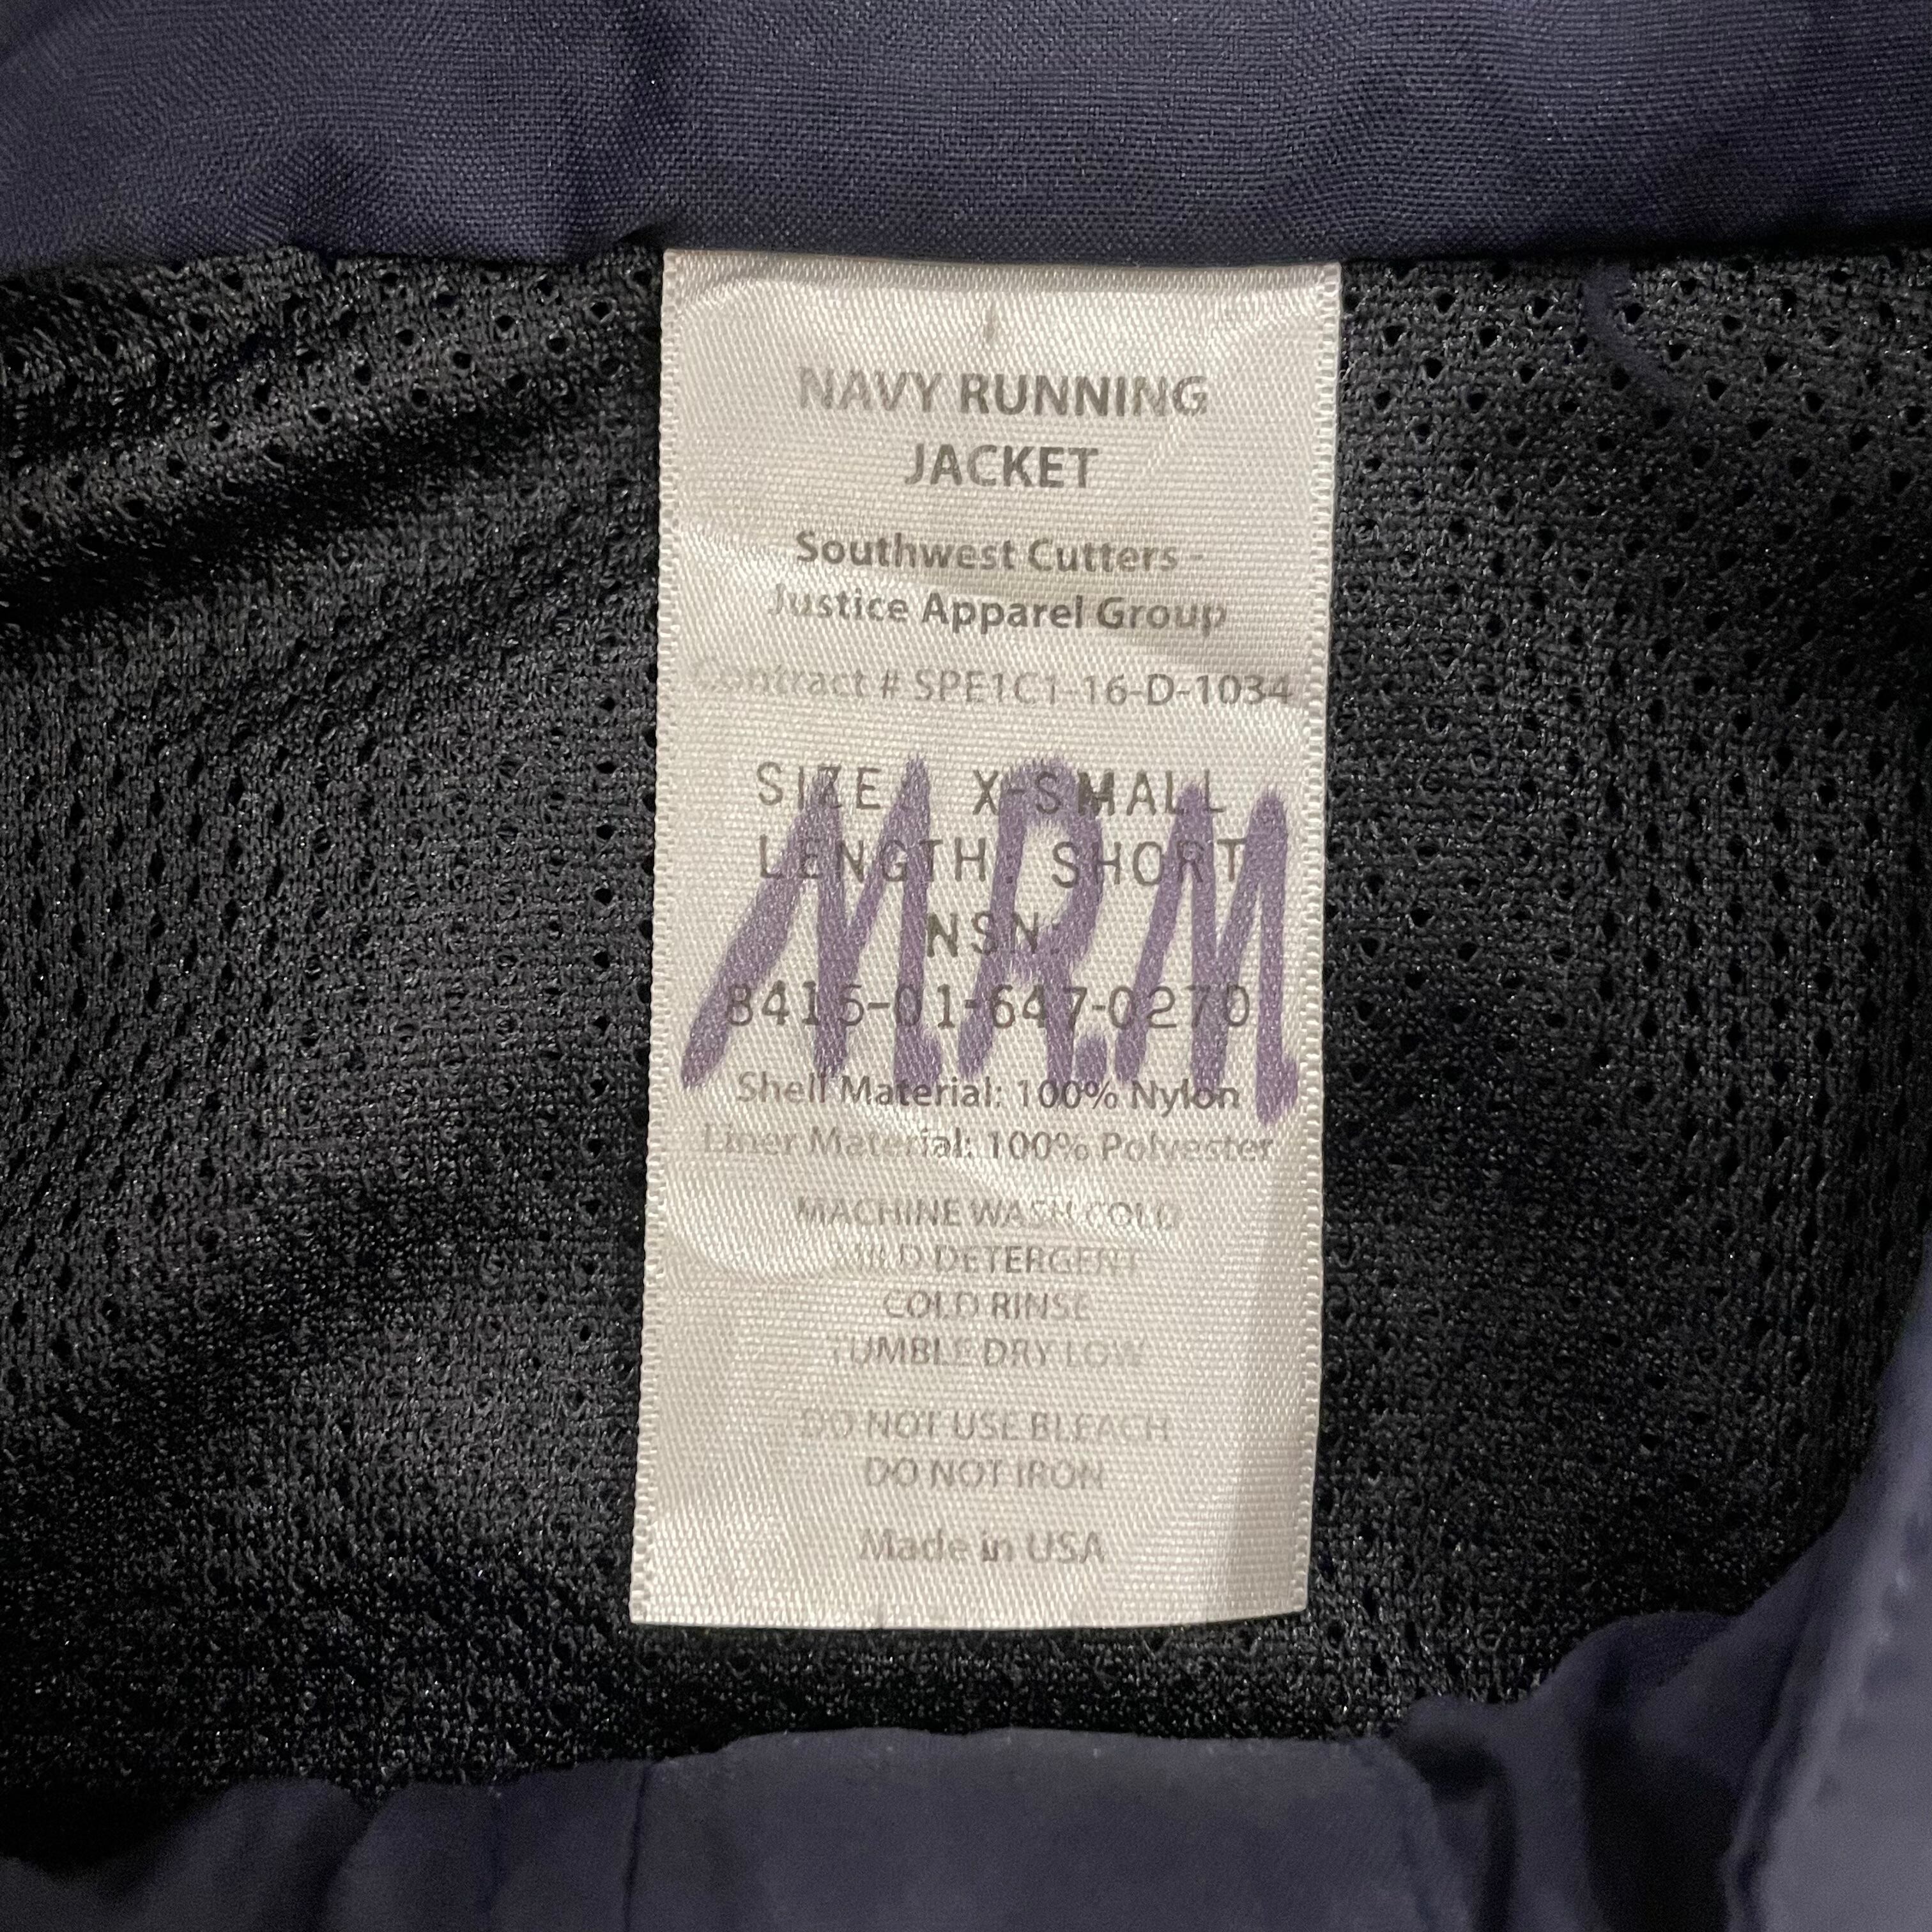 NAVY RUNNING
JACKET
Southwest Cutters -
Justice Apparel Group
Contract # SPE1C1-16-D-1034
SIZE: X-SMALL
LENGTH: SHORT
NSN:
8415-01-647-0270
M.R.M
Shell Material: 100% Nylon
Liner Material: 100% Polyester
MACHINE WASH COLD
MILD DETERGENT
COLD RINSE
TUMBLE DRY LOW
DO NOT USE BLEACH
DO NOT IRON
Made in USA